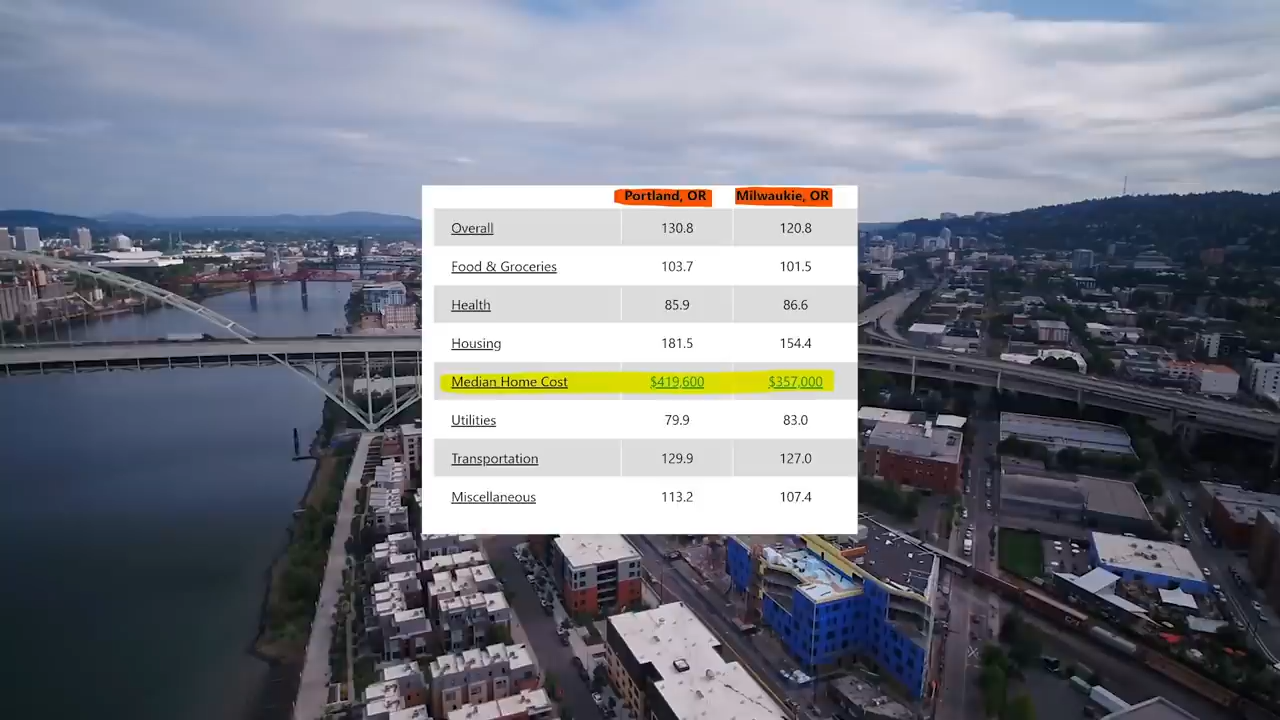 Portland, OR Milwaukie, OR
Overall 130.8 120.8
Food & Groceries 103.7 101.5
Health 85.9 86.6
Housing 181.5 154.4
Median Home Cost $419,600 $357,000
Utilities 79.9 83.0
Transportation 129.9 127.0
Miscellaneous 113.2 107.4